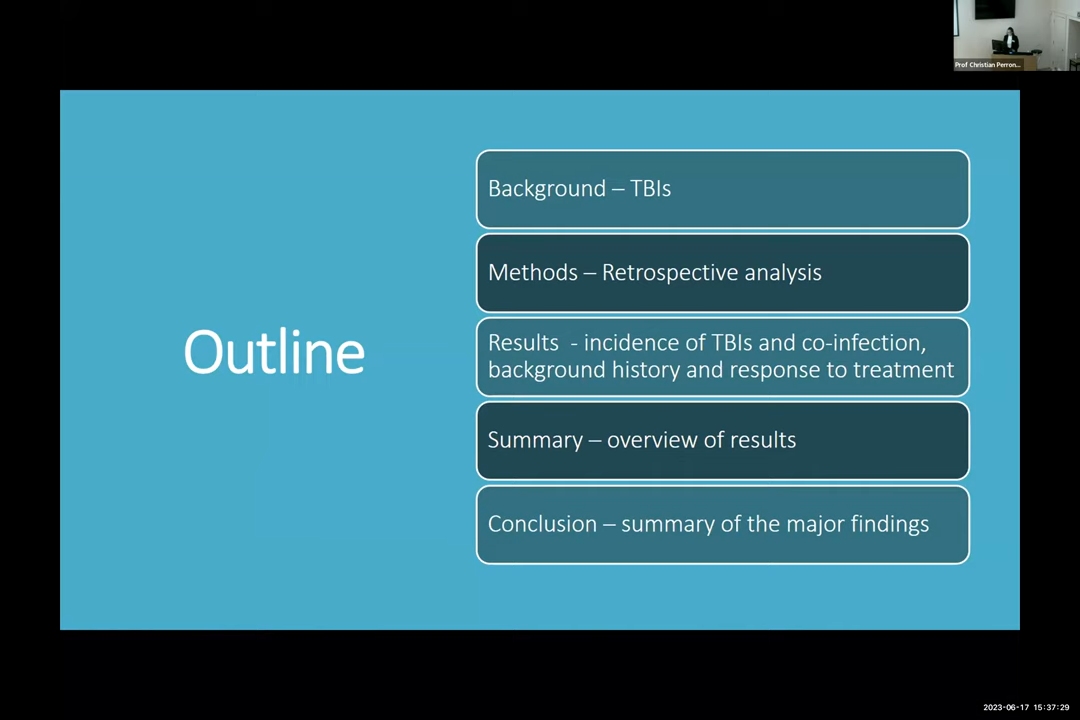 Prof Christian Perron...
Outline
Background – TBIs
Methods – Retrospective analysis
Results  - incidence of TBIs and co-infection,
background history and response to treatment
Summary – overview of results
Conclusion – summary of the major findings
2023-06-17 15:37:29